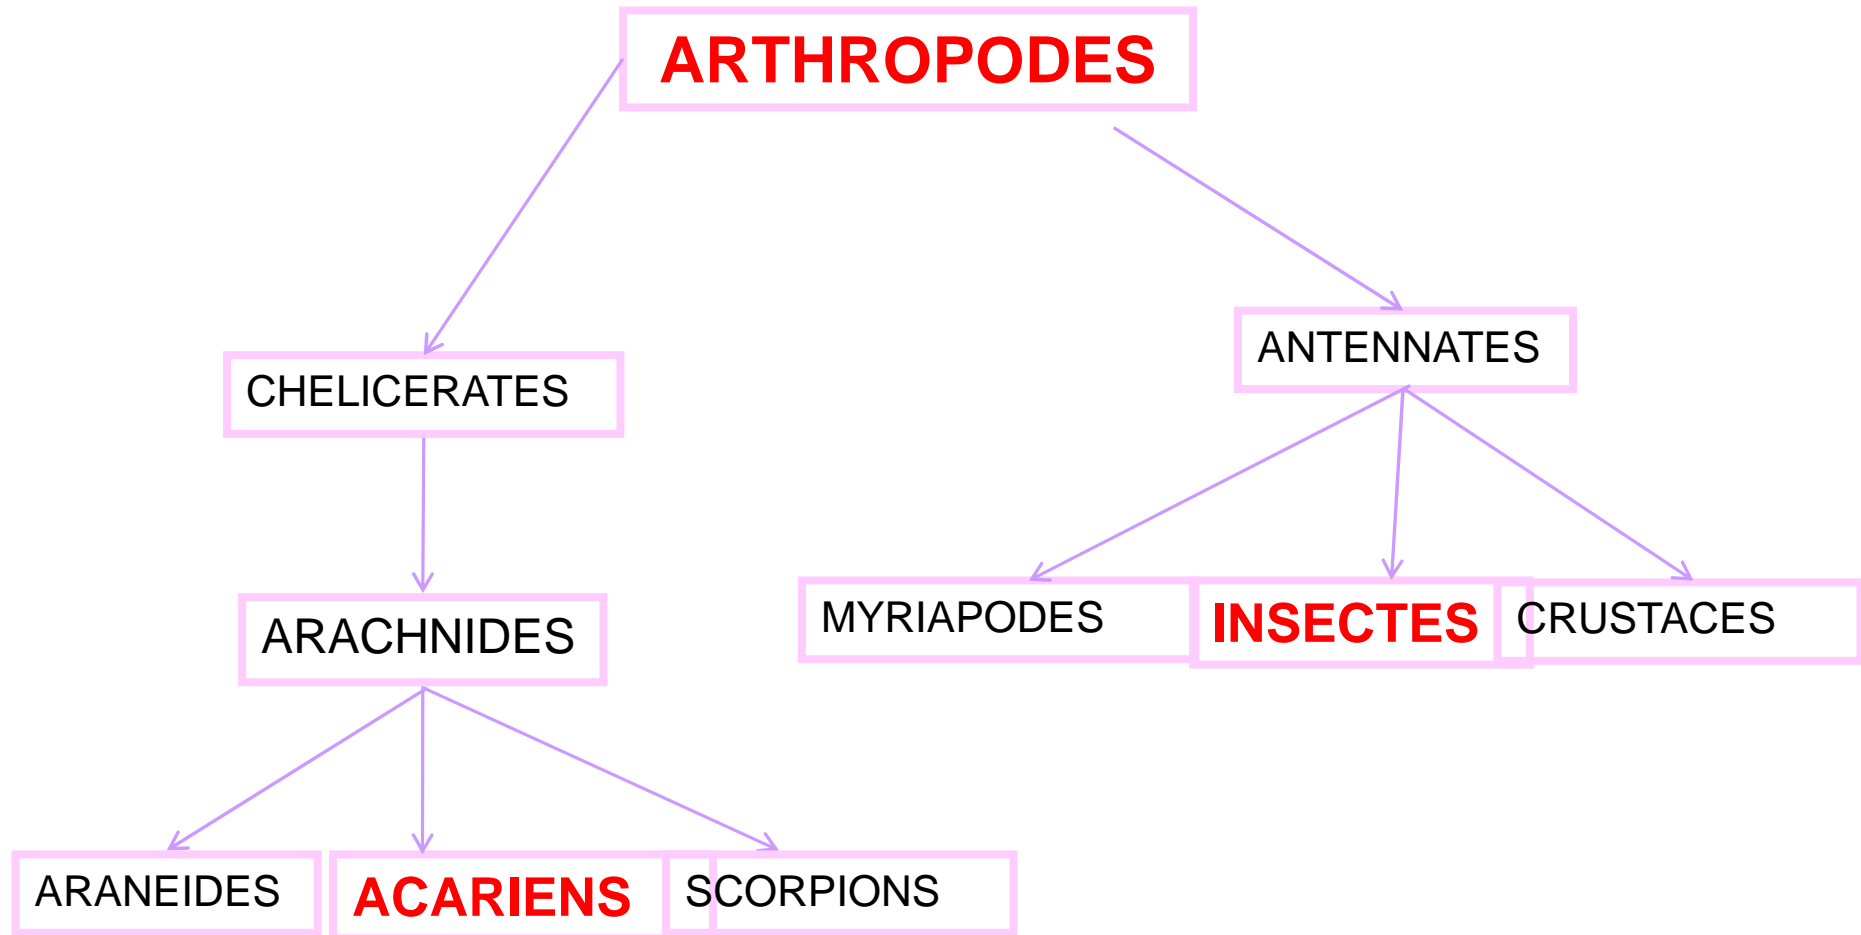 ARTHROPODES
ANTENNATES
CHELICERATES
MYRIAPODES
INSECTES
CRUSTACES
ARACHNIDES
ARANEIDES
ACARIENS
SCORPIONS